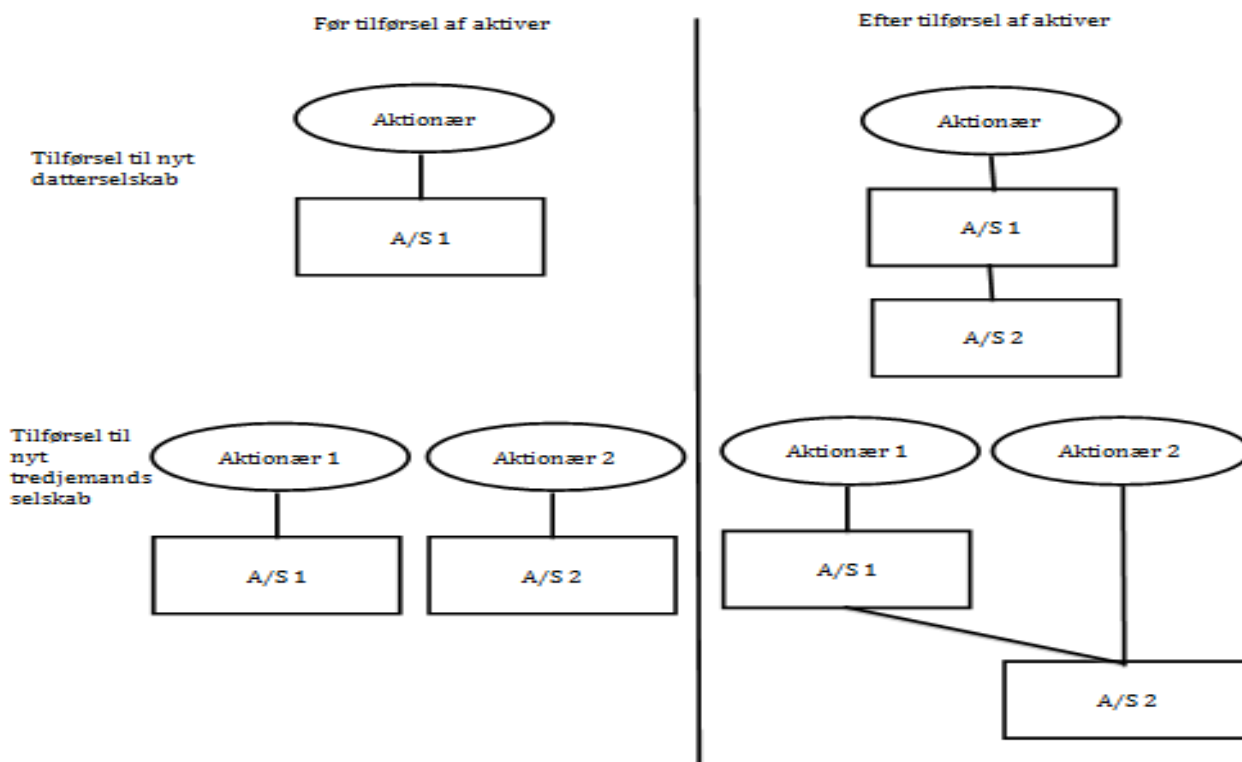 Før tilførsel af aktiver
Efter tilførsel af aktiver
Tilførsel til nyt
datterselskab
Aktionær
A/S 1
Aktionær
A/S 1
A/S 2
Tilførsel til
nyt
tredjemands
selskab
Aktionær 1
Aktionær 2
A/S 1
A/S 2
Aktionær 1
Aktionær 2
A/S 1
A/S 2